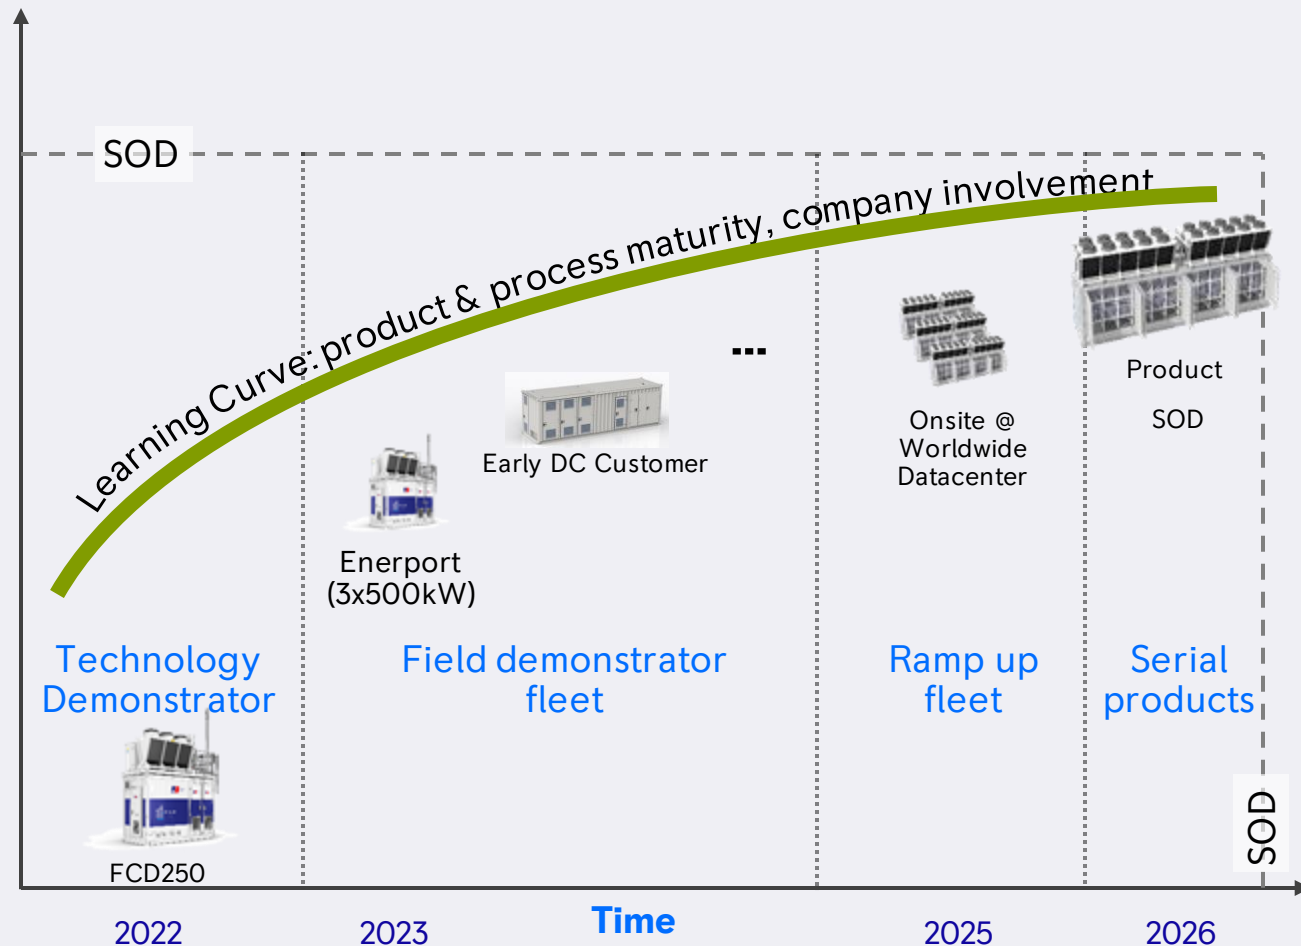 SOD
Learning Curve: product & process maturity, company involvement
...
Early DC Customer
Enerport
(3x500kW)
Onsite @
Worldwide
Datacenter
Product
SOD
Technology
Demonstrator
Field demonstrator
fleet
Ramp up
fleet
Serial
products
FCD250
SOD
Time
2022
2023
2025
2026